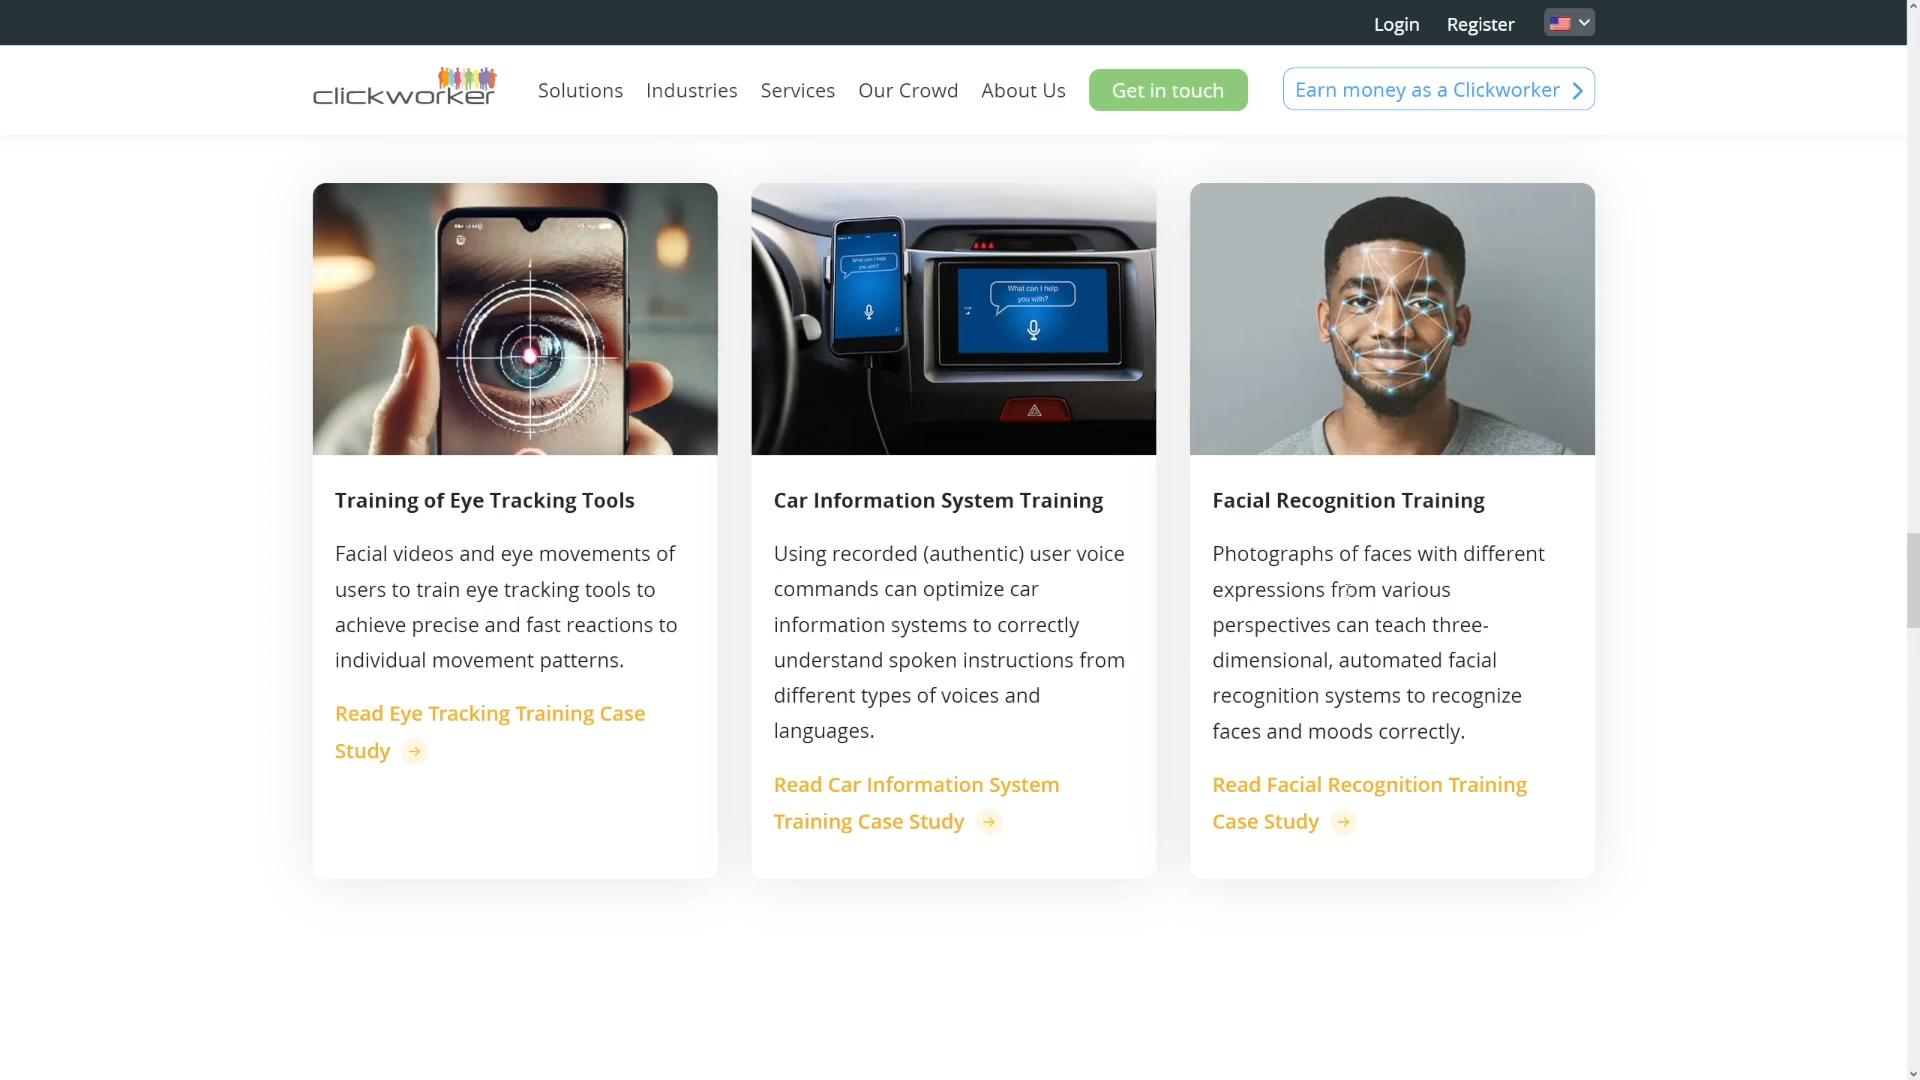 Login Register
clickworker Solutions Industries Services Our Crowd About Us Get in touch Earn money as a Clickworker
What can I help
you with?
What can I help
you with?
Training of Eye Tracking Tools
Facial videos and eye movements of
users to train eye tracking tools to
achieve precise and fast reactions to
individual movement patterns.
Read Eye Tracking Training Case
Study
Car Information System Training
Using recorded (authentic) user voice
commands can optimize car
information systems to correctly
understand spoken instructions from
different types of voices and
languages.
Read Car Information System
Training Case Study
Facial Recognition Training
Photographs of faces with different
expressions from various
perspectives can teach three-
dimensional, automated facial
recognition systems to recognize
faces and moods correctly.
Read Facial Recognition Training
Case Study